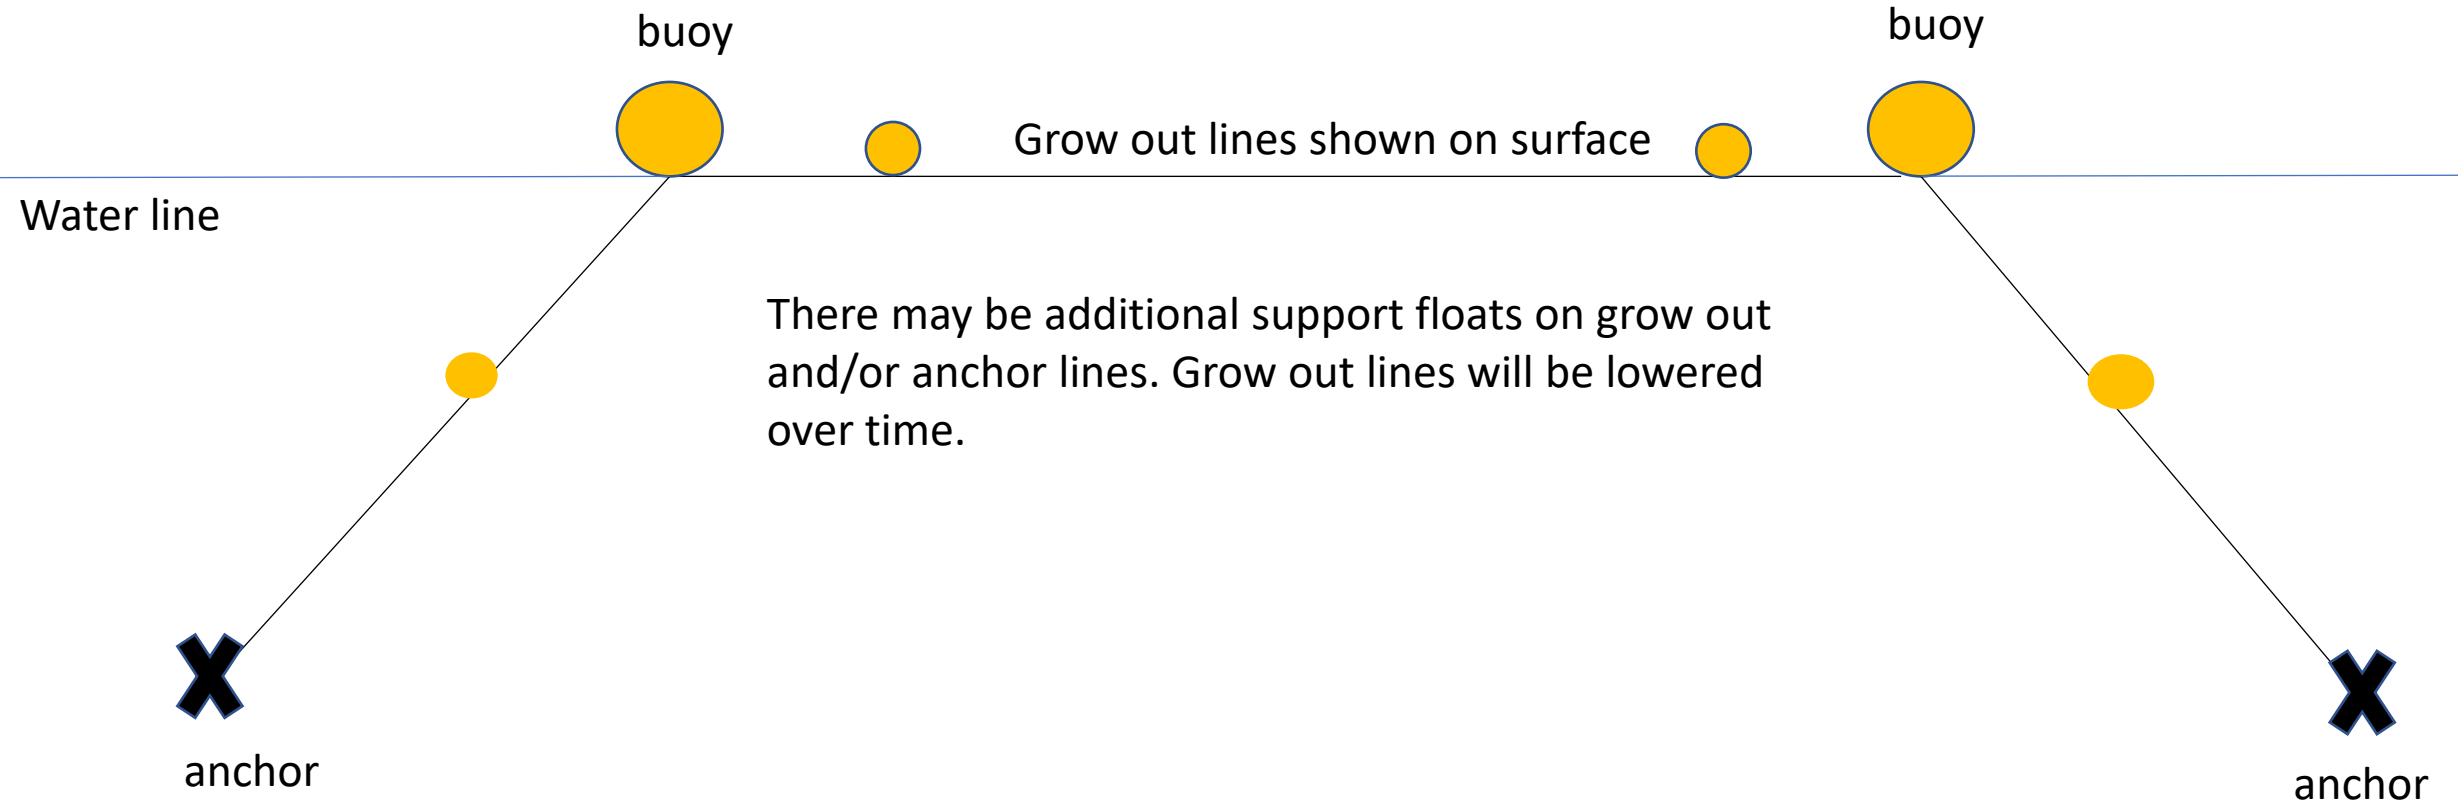 buoy
buoy
Grow out lines shown on surface
Water line
There may be additional support floats on grow out
and/or anchor lines. Grow out lines will be lowered
over time.
anchor
anchor